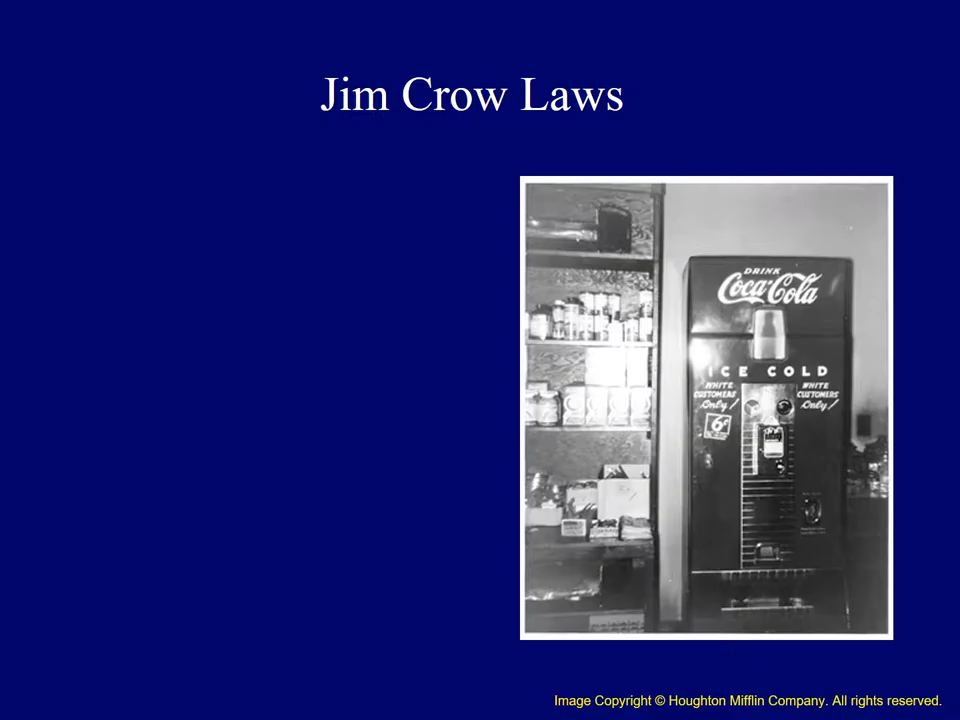 Jim Crow Laws
DRINK
Coca-Cola
ICE COLD
WHITE
CUSTOMERS
Only!
WHITE
CUSTOMERS
Only!
6¢
Image Copyright © Houghton Mifflin Company. All rights reserved.